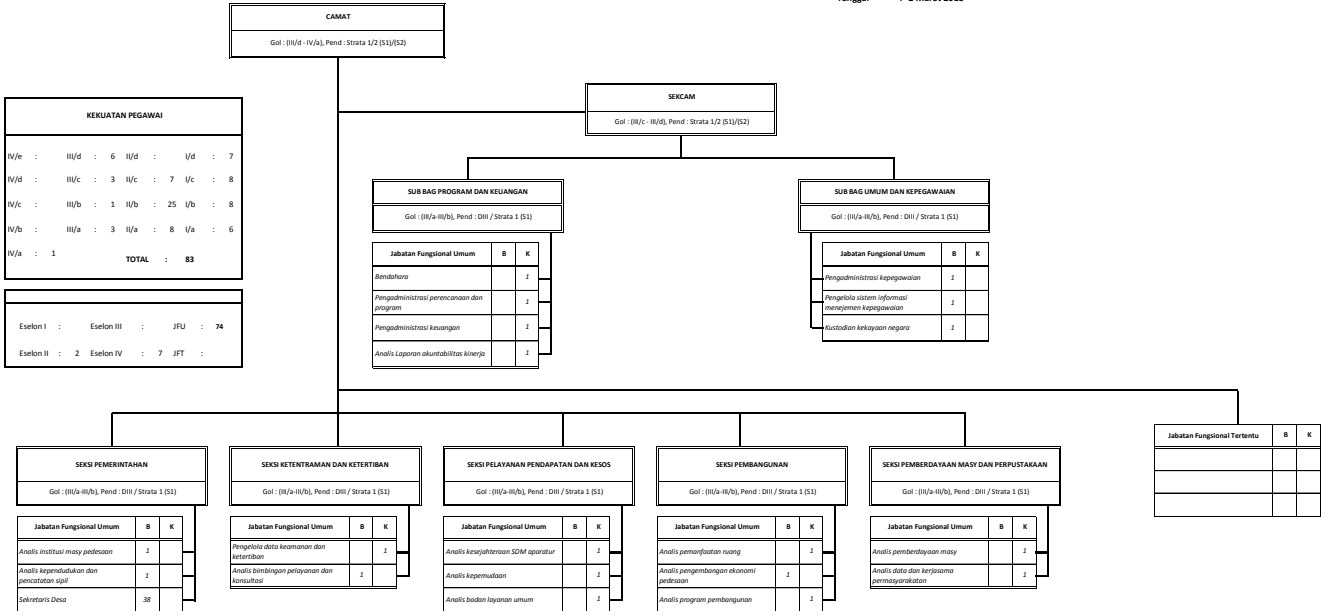 CAMAT
Gol : (III/d - IV/a), Pend : Strata 1/2 (S1)/(S2)
SEKCAM
Gol : (III/c - III/d), Pend : Strata 1/2 (S1)/(S2)
KEKUATAN PEGAWAI
IV/e : III/d : 6 II/d : I/d : 7
IV/d : III/c : 3 II/c : 7 I/c : 8
IV/c : III/b : 1 II/b : 25 I/b : 8
IV/b : III/a : 3 II/a : 8 I/a : 6
IV/a : 1 TOTAL : 83
Eselon I : Eselon III : JFU : 74
Eselon II : 2 Eselon IV : 7 JFT :
SUB BAG PROGRAM DAN KEUANGAN
Gol : (III/a-III/b), Pend : DIII / Strata 1 (S1)
Jabatan Fungsional Umum B K
Bendahara 1
Pengadministrasi perencanaan dan
program 1
Pengadministrasi keuangan 1
Analis Laporan akuntabilitas kinerja 1
SUB BAG UMUM DAN KEPEGAWAIAN
Gol : (III/a-III/b), Pend : DIII / Strata 1 (S1)
Jabatan Fungsional Umum B K
Pengadministrasi kepegawaian 1
Pengelola sistem informasi
menejemen kepegawaian 1
Kustodian kekayaan negara 1
Jabatan Fungsional Tertentu B K
SEKSI PEMERINTAHAN
Gol : (III/a-III/b), Pend : DIII / Strata 1 (S1)
Jabatan Fungsional Umum B K
Analis institusi masy pedesaan 1
Analis kependudukan dan
pencatatan sipil 1
Sekretaris Desa 38
SEKSI KETENTRAMAN DAN KETERTIBAN
Gol : (III/a-III/b), Pend : DIII / Strata 1 (S1)
Jabatan Fungsional Umum B K
Pengelola data keamanan dan
ketertiban 1
Analis bimbingan pelayanan dan
konsultasi 1
SEKSI PELAYANAN PENDAPATAN DAN KESOS
Gol : (III/a-III/b), Pend : DIII / Strata 1 (S1)
Jabatan Fungsional Umum B K
Analis kesejahteraan SDM aparatur 1
Analis kepemudaan 1
Analis badan layanan umum 1
SEKSI PEMBANGUNAN
Gol : (III/a-III/b), Pend : DIII / Strata 1 (S1)
Jabatan Fungsional Umum B K
Analis pemanfaatan ruang 1
Analis pengembangan ekonomi
pedesaan 1
Analis program pembangunan 1
SEKSI PEMBERDAYAAN MASY DAN PERPUSTAKAAN
Gol : (III/a-III/b), Pend : DIII / Strata 1 (S1)
Jabatan Fungsional Umum B K
Analis pemberdayaan masy 1
Analis data dan kerjasama
permasyarakatan 1